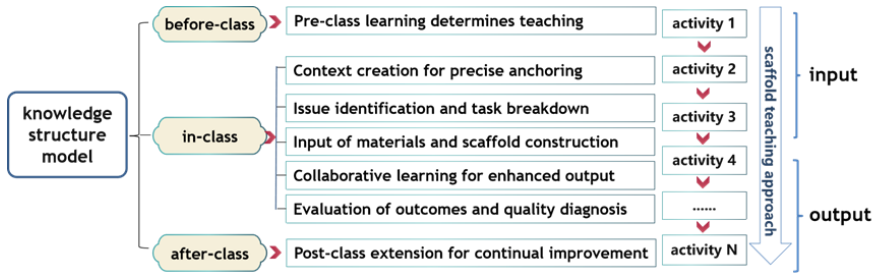 knowledge
structure
model
before-class
Pre-class learning determines teaching
activity 1
in-class
Context creation for precise anchoring
activity 2
Issue identification and task breakdown
activity 3
Input of materials and scaffold construction
Collaborative learning for enhanced output
activity 4
Evaluation of outcomes and quality diagnosis
......
after-class
Post-class extension for continual improvement
activity N
scaffold teaching approach
input
output